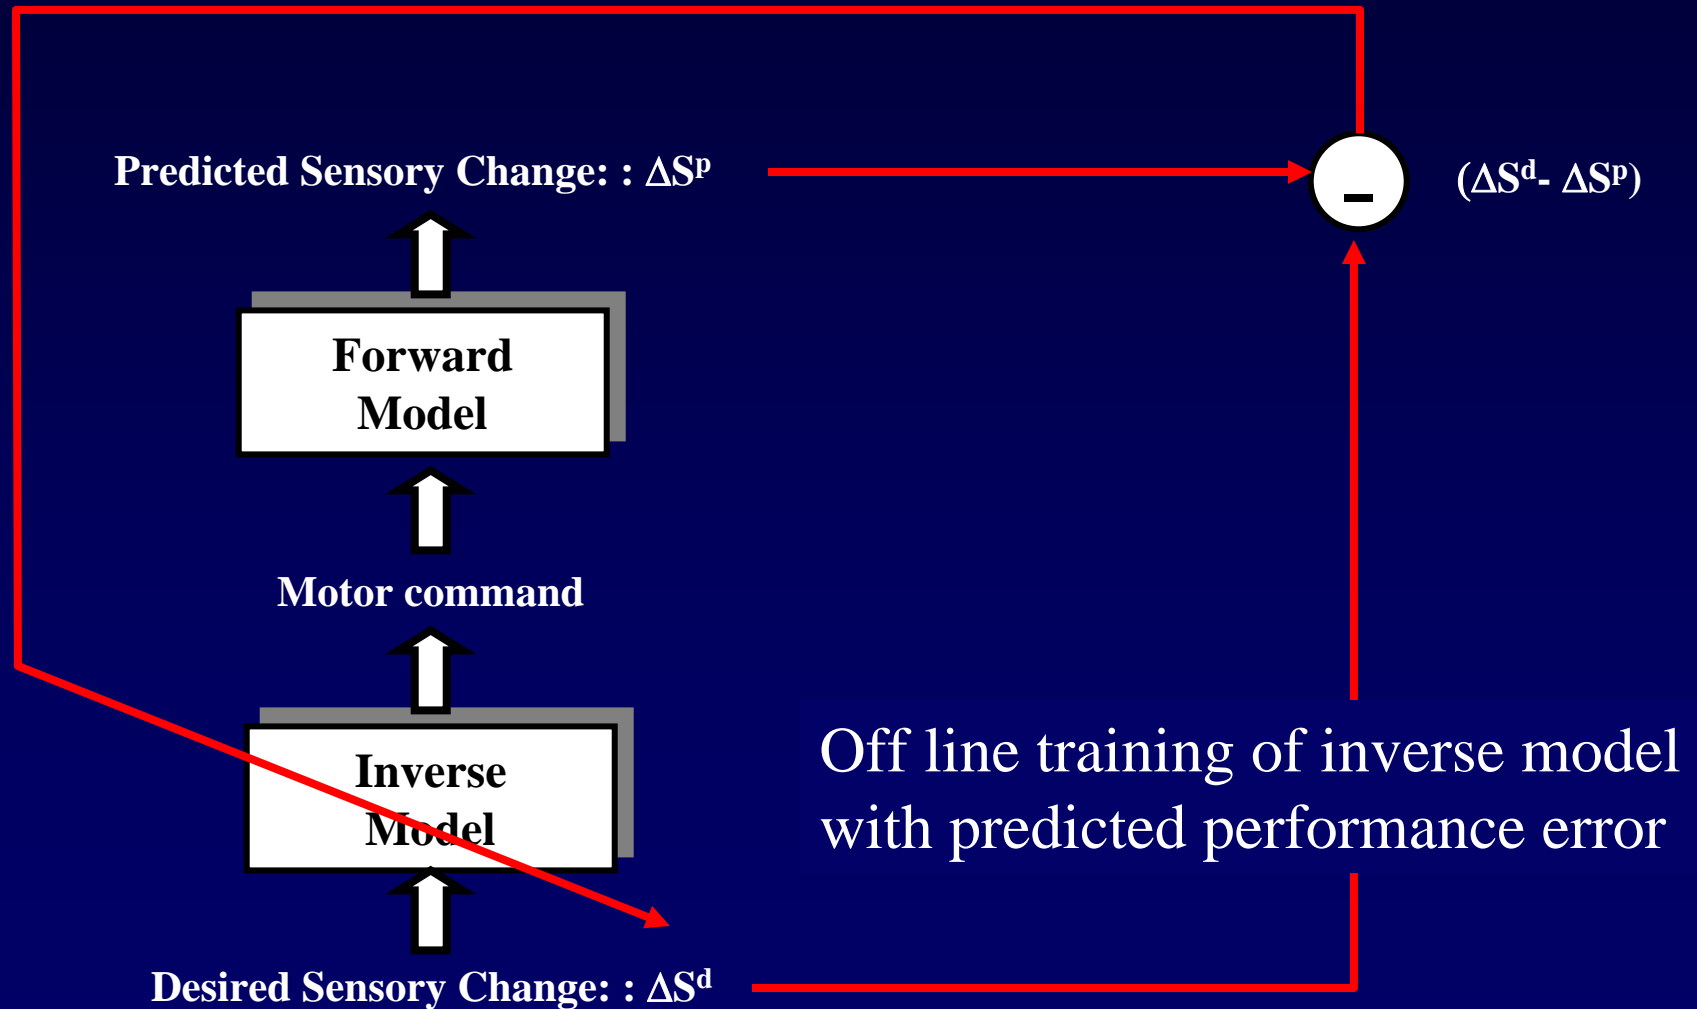 Predicted Sensory Change: : ΔSᵖ
-
(ΔSᵈ- ΔSᵖ)
Forward
Model
Motor command
Inverse
Model
Off line training of inverse model
with predicted performance error
Desired Sensory Change: : ΔSᵈ